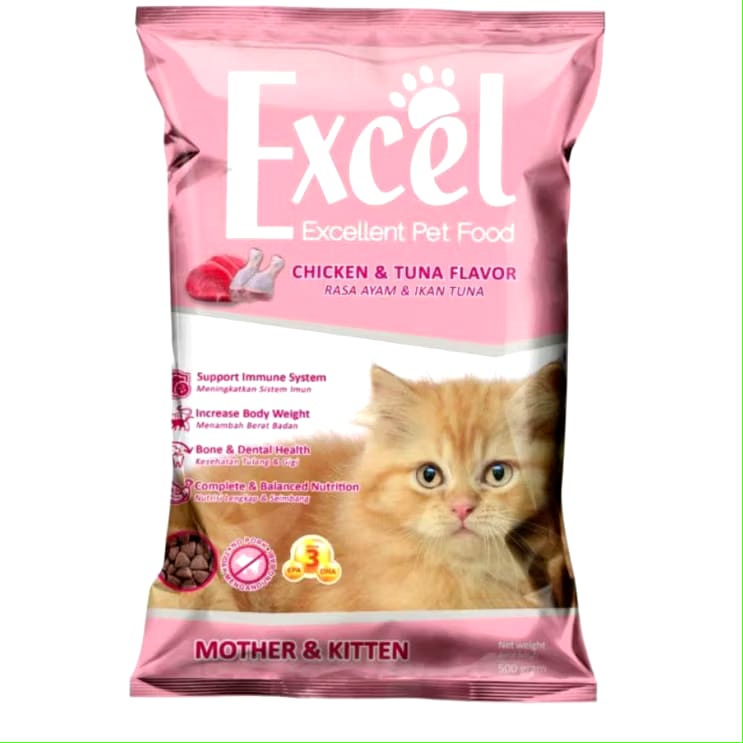 Excel
Excellent Pet Food
CHICKEN & TUNA FLAVOR
RASA AYAM & IKAN TUNA
Support Immune System
Meningkatkan Sistem Imun
Increase Body Weight
Menambah Berat Badan
Bone & Dental Health
Kesehatan Tulang & Gigi
Complete & Balanced Nutrition
Nutrisi Lengkap & Seimbang
3
EPA
DHA
MOTHER & KITTEN
Net weight
500 gram